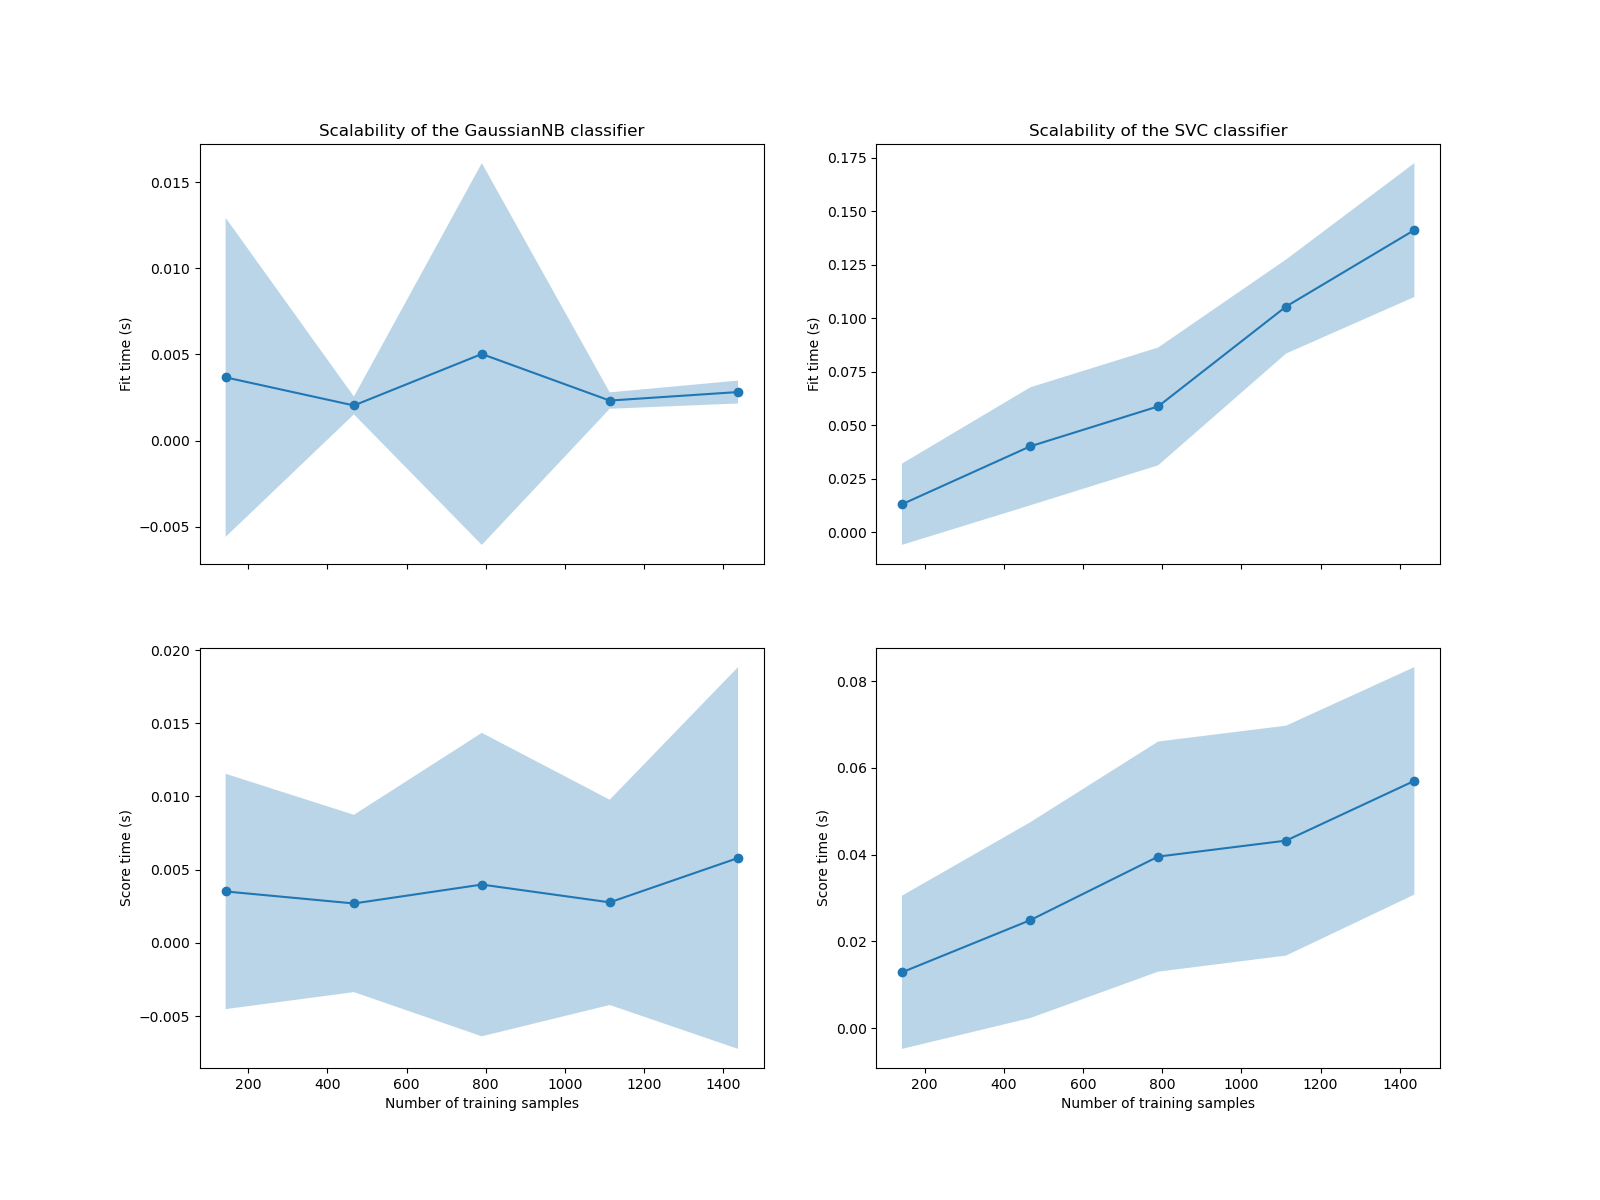 Scalability of the GaussianNB classifier
0.015
0.010
0.005
0.000
−0.005
Fit time (s)
Scalability of the SVC classifier
0.175
0.150
0.125
0.100
0.075
0.050
0.025
0.000
Fit time (s)
0.020
0.015
0.010
0.005
0.000
−0.005
Score time (s)
200 400 600 800 1000 1200 1400
Number of training samples
0.08
0.06
0.04
0.02
0.00
Score time (s)
200 400 600 800 1000 1200 1400
Number of training samples